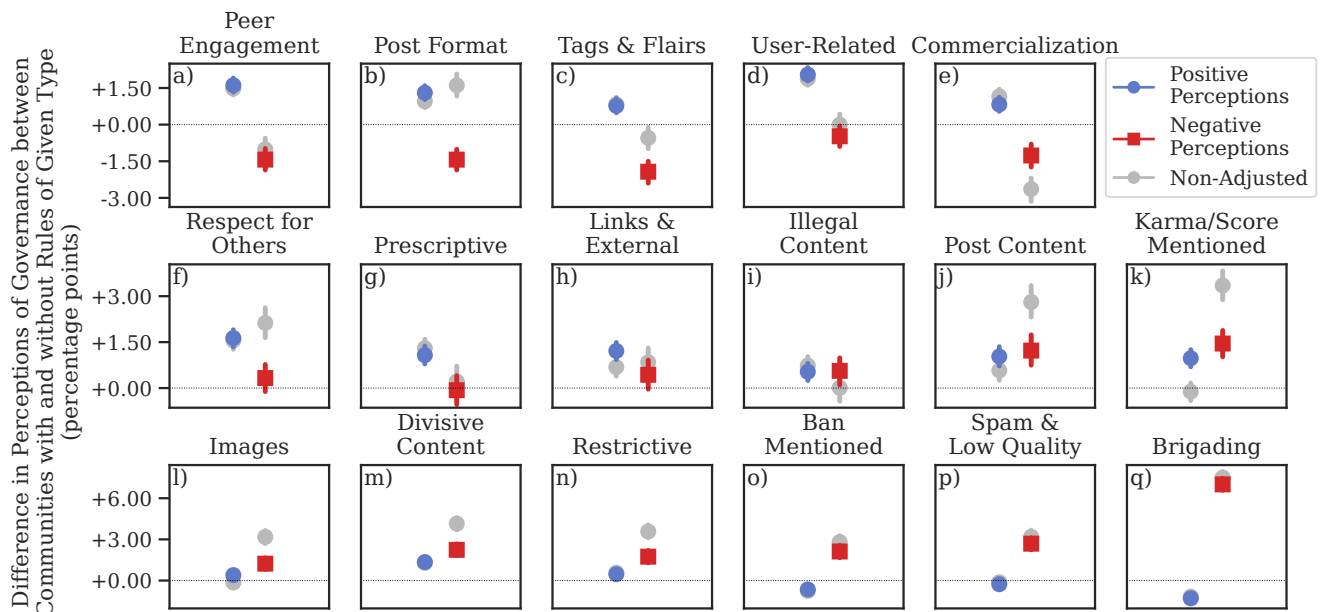 Difference in Perceptions of Governance between
Communities with and without Rules of Given Type
(percentage points)
Peer
Engagement
Post Format
Tags & Flairs
User-Related
Commercialization
a)
b)
c)
d)
e)
+1.50
+0.00
-1.50
-3.00
Positive
Perceptions
Negative
Perceptions
Non-Adjusted
Respect for
Others
Prescriptive
Links &
External
Illegal
Content
Post Content
Karma/Score
Mentioned
f)
g)
h)
i)
j)
k)
+3.00
+1.50
+0.00
Images
Divisive
Content
Restrictive
Ban
Mentioned
Spam &
Low Quality
Brigading
l)
m)
n)
o)
p)
q)
+6.00
+3.00
+0.00